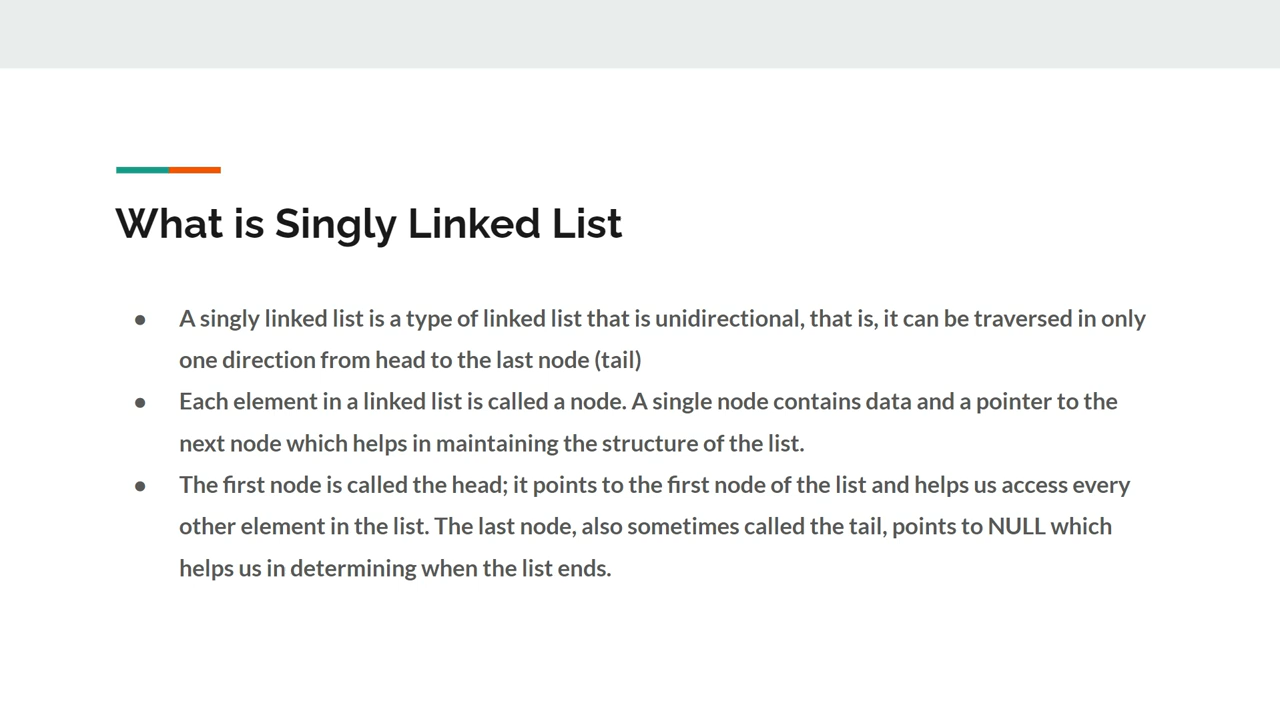 What is Singly Linked List
● A singly linked list is a type of linked list that is unidirectional, that is, it can be traversed in only
one direction from head to the last node (tail)
● Each element in a linked list is called a node. A single node contains data and a pointer to the
next node which helps in maintaining the structure of the list.
● The first node is called the head; it points to the first node of the list and helps us access every
other element in the list. The last node, also sometimes called the tail, points to NULL which
helps us in determining when the list ends.